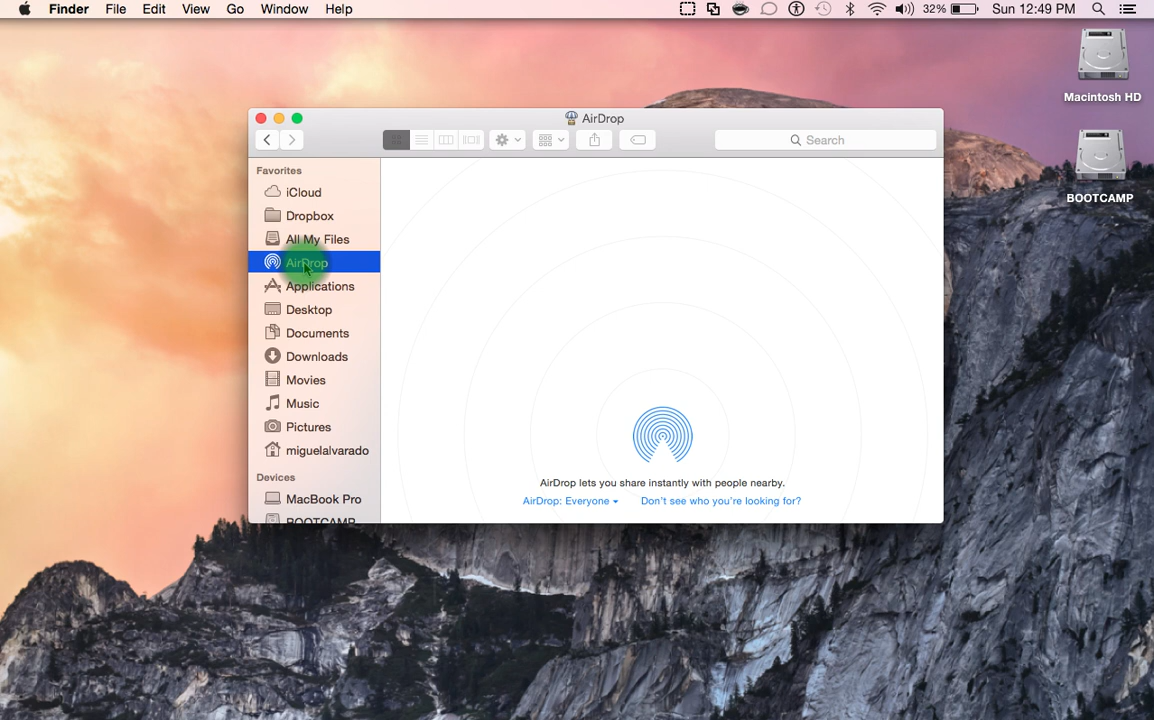 Finder File Edit View Go Window Help 32% Sun 12:49 PM
Macintosh HD
BOOTCAMP
AirDrop
Search
Favorites
iCloud
Dropbox
All My Files
AirDrop
Applications
Desktop
Documents
Downloads
Movies
Music
Pictures
miguelalvarado
Devices
MacBook Pro
BOOTCAMP
AirDrop lets you share instantly with people nearby.
AirDrop: Everyone Don't see who you're looking for?